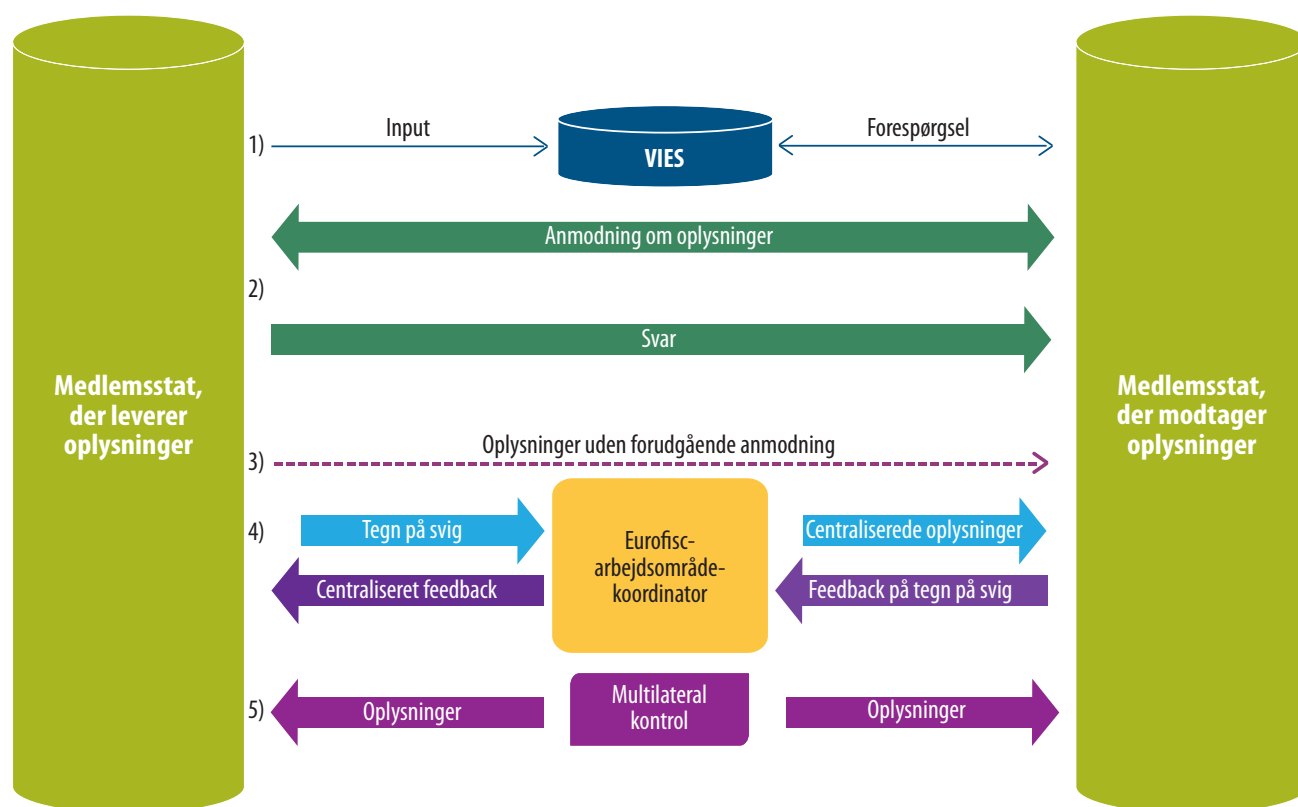 1)
Input
VIES
Forespørgsel
Anmodning om oplysninger
2)
Svar
Medlemsstat,
der leverer
oplysninger
Medlemsstat,
der modtager
oplysninger
3)
Oplysninger uden forudgående anmodning
4)
Tegn på svig
Centraliseret feedback
Eurofisc-
arbejdsområde-
koordinator
Centraliserede oplysninger
Feedback på tegn på svig
5)
Oplysninger
Multilateral
kontrol
Oplysninger